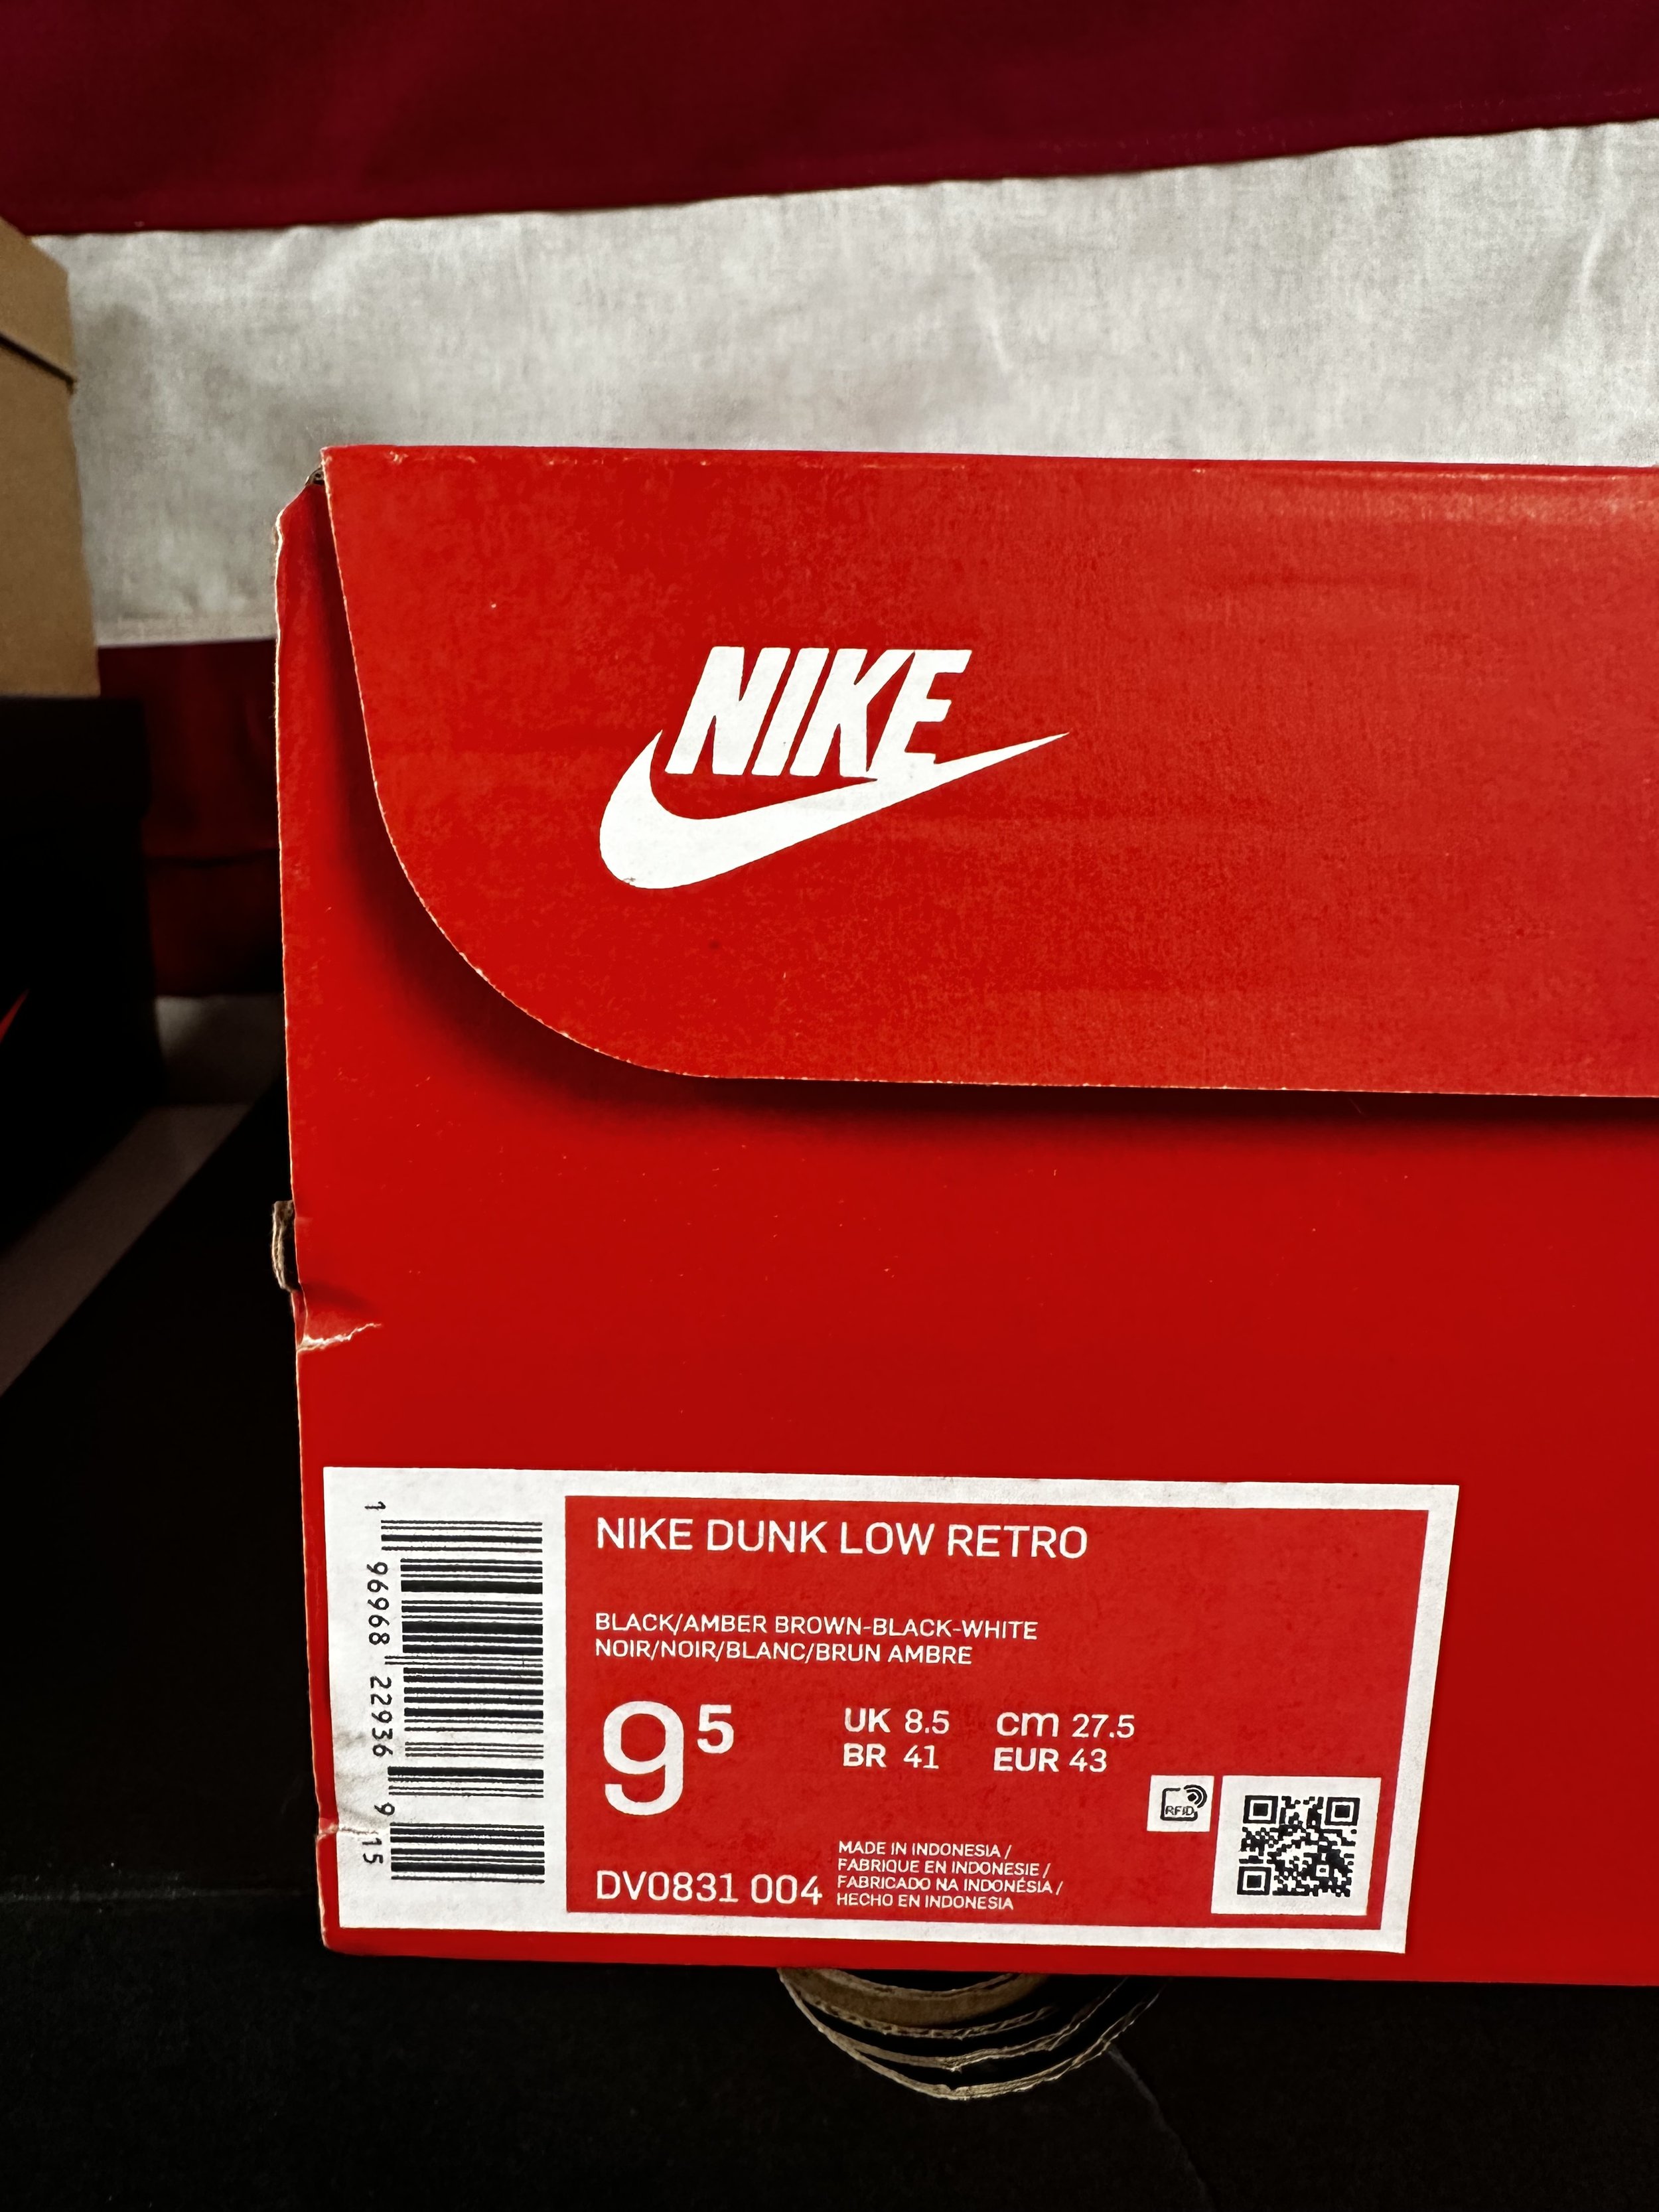 NIKE
NIKE DUNK LOW RETRO
BLACK/AMBER BROWN-BLACK-WHITE
NOIR/NOIR/BLANC/BRUN AMBRE
9⁵
UK 8.5 cm 27.5
BR 41 EUR 43
RFID
DV0831 004
MADE IN INDONESIA /
FABRIQUE EN INDONESIE /
FABRICADO NA INDONÉSIA /
HECHO EN INDONESIA
1 96968 22936 9 15